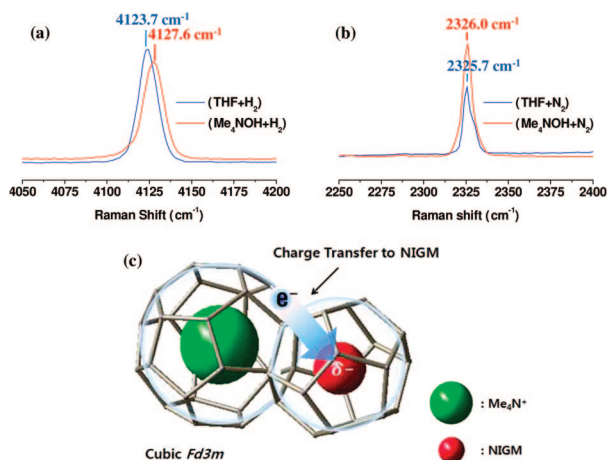 (a)
4123.7 cm⁻¹
4127.6 cm⁻¹
(THF+H₂)
(Me₄NOH+H₂)
4050 4075 4100 4125 4150 4175 4200
Raman Shift (cm⁻¹)
(b)
2326.0 cm⁻¹
2325.7 cm⁻¹
(THF+N₂)
(Me₄NOH+N₂)
2250 2275 2300 2325 2350 2375 2400
Raman shift (cm⁻¹)
(c)
Charge Transfer to NIGM
e⁻
δ⁻
: Me₄N⁺
: NIGM
Cubic Fd3m